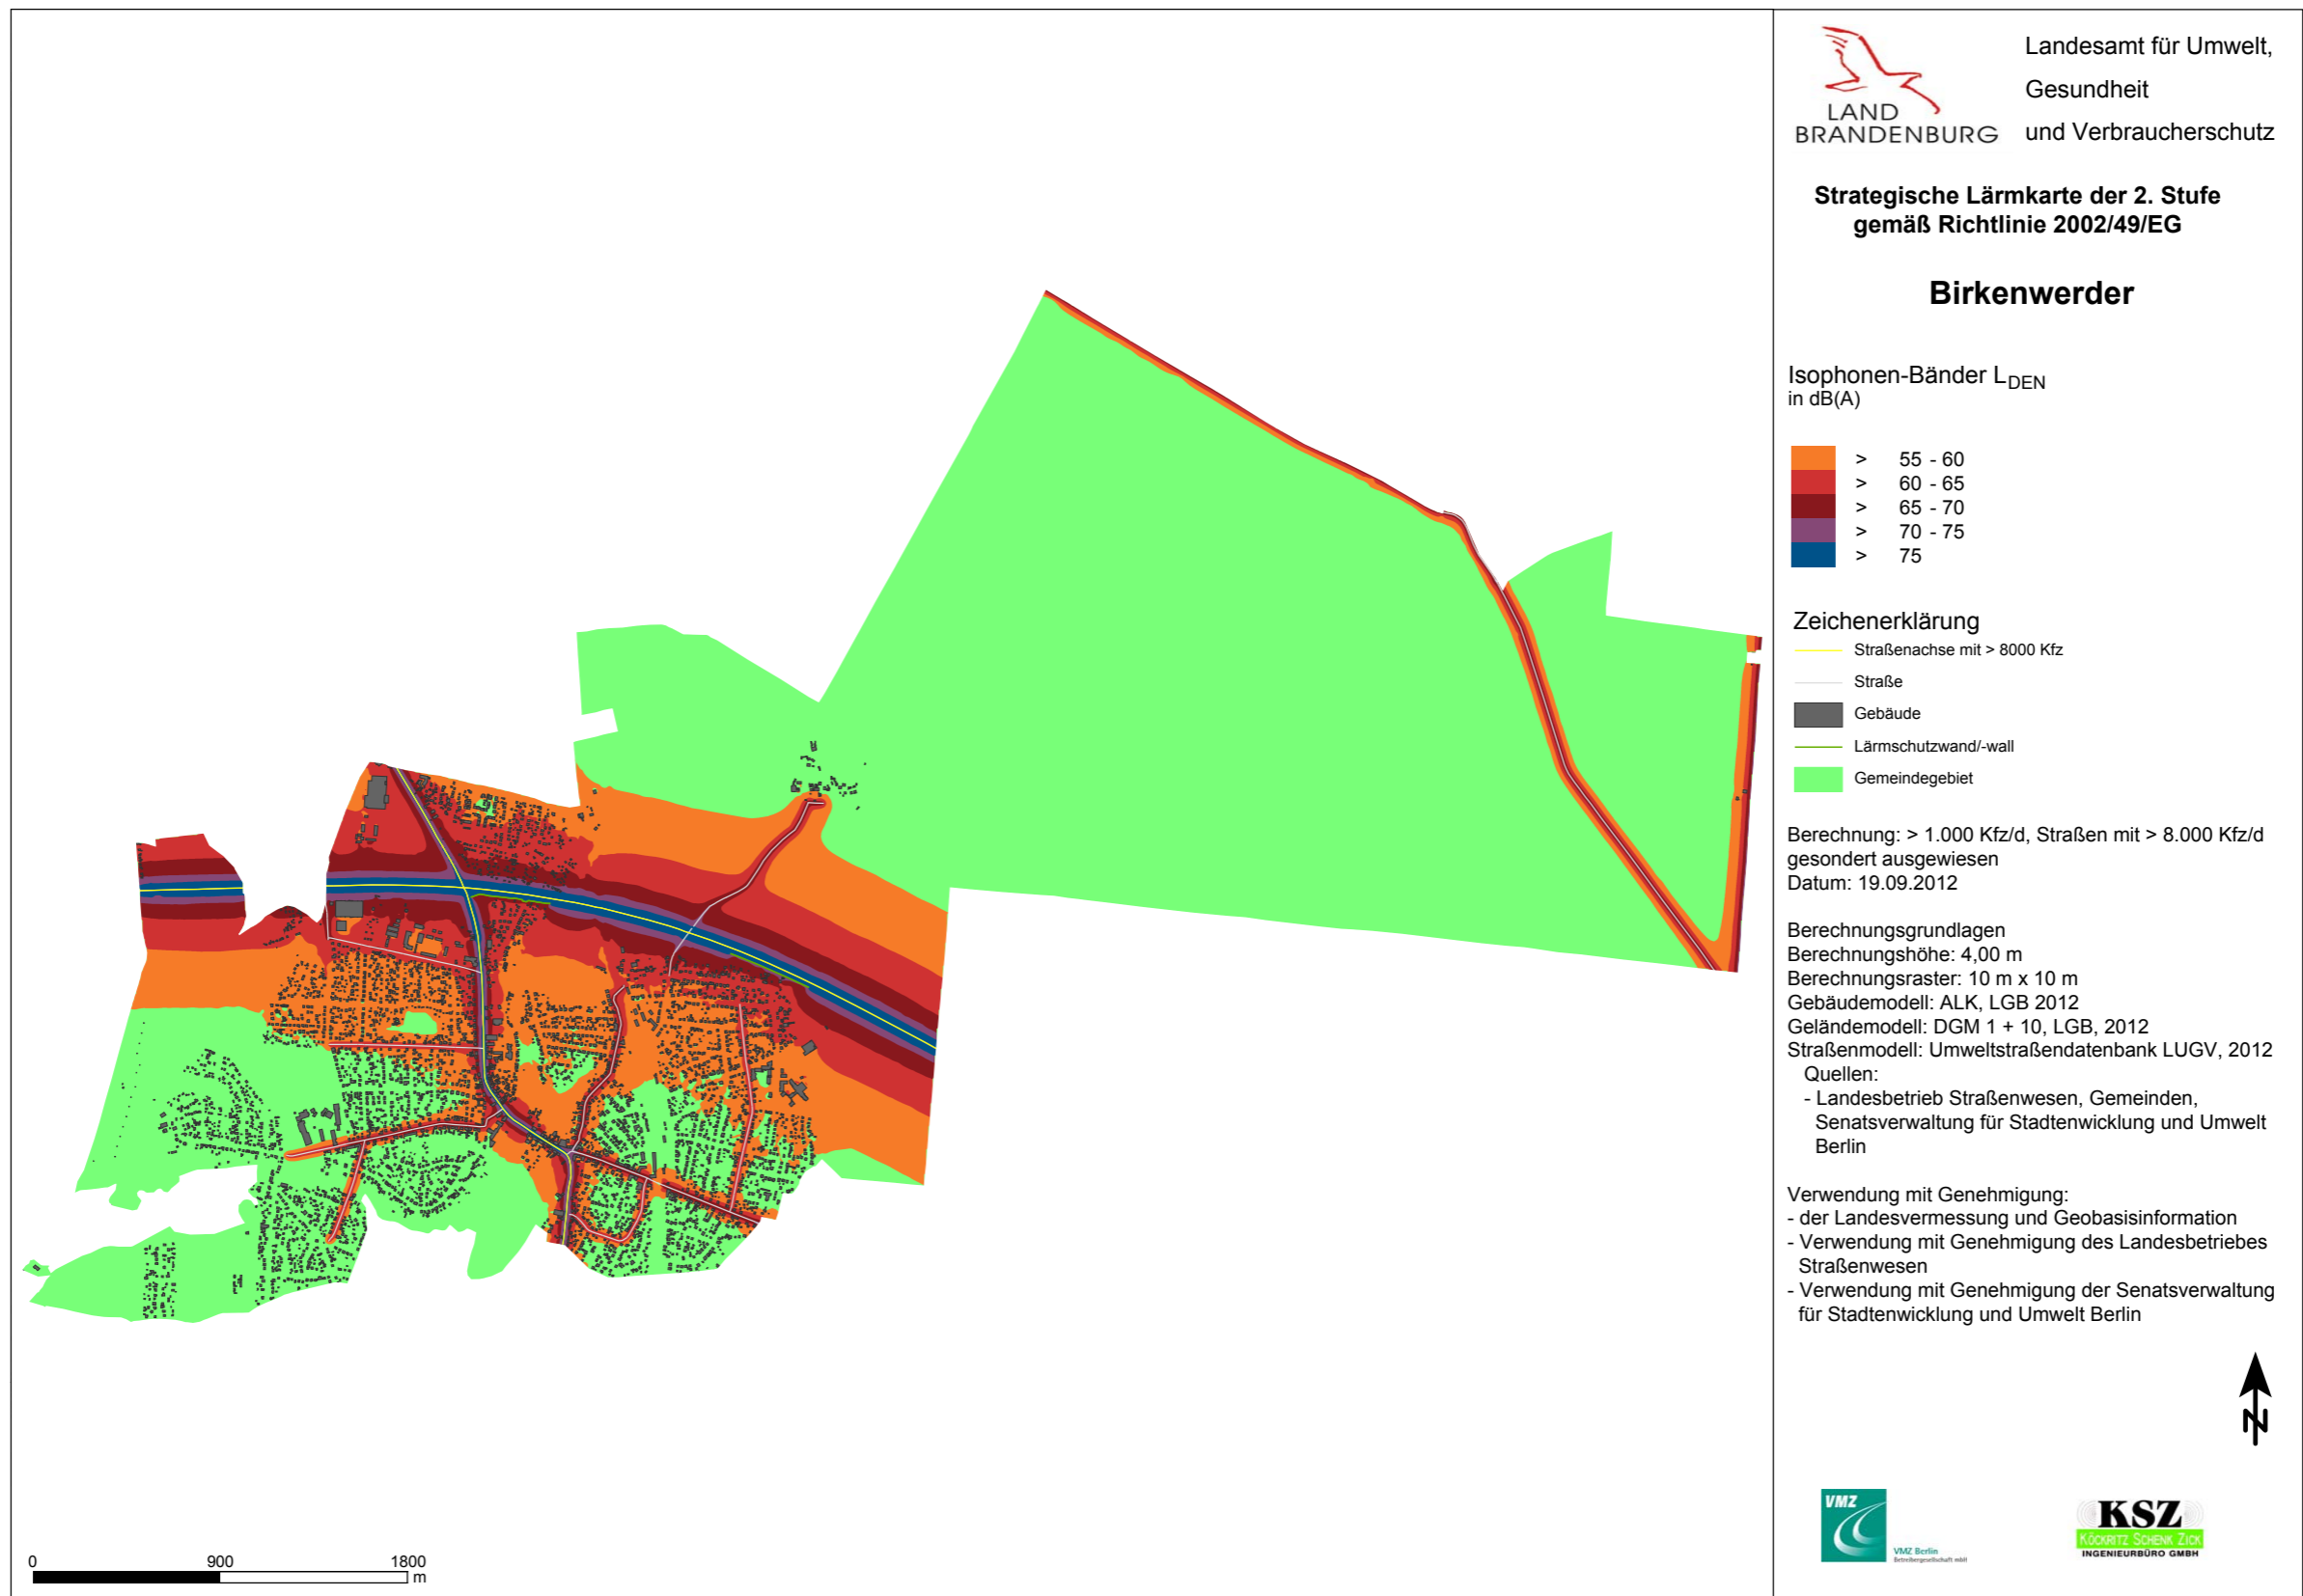 LAND
BRANDENBURG
Landesamt für Umwelt,
Gesundheit
und Verbraucherschutz
Strategische Lärmkarte der 2. Stufe
gemäß Richtlinie 2002/49/EG
Birkenwerder
Isophonen-Bänder LDEN
in dB(A)
> 55 - 60
> 60 - 65
> 65 - 70
> 70 - 75
> 75
Zeichenerklärung
Straßenachse mit > 8000 Kfz
Straße
Gebäude
Lärmschutzwand/-wall
Gemeindegebiet
Berechnung: > 1.000 Kfz/d, Straßen mit > 8.000 Kfz/d
gesondert ausgewiesen
Datum: 19.09.2012
Berechnungsgrundlagen
Berechnungshöhe: 4,00 m
Berechnungsraster: 10 m x 10 m
Gebäudemodell: ALK, LGB 2012
Geländemodell: DGM 1 + 10, LGB, 2012
Straßenmodell: Umweltstraßendatenbank LUGV, 2012
Quellen:
- Landesbetrieb Straßenwesen, Gemeinden,
Senatsverwaltung für Stadtenwicklung und Umwelt
Berlin
Verwendung mit Genehmigung:
- der Landesvermessung und Geobasisinformation
- Verwendung mit Genehmigung des Landesbetriebes
Straßenwesen
- Verwendung mit Genehmigung der Senatsverwaltung
für Stadtenwicklung und Umwelt Berlin
N
VMZ
VMZ Berlin
Betreibergesellschaft mbH
KSZ
KÖCKRITZ SCHENK ZICK
INGENIEURBÜRO GMBH
0 900 1800
m